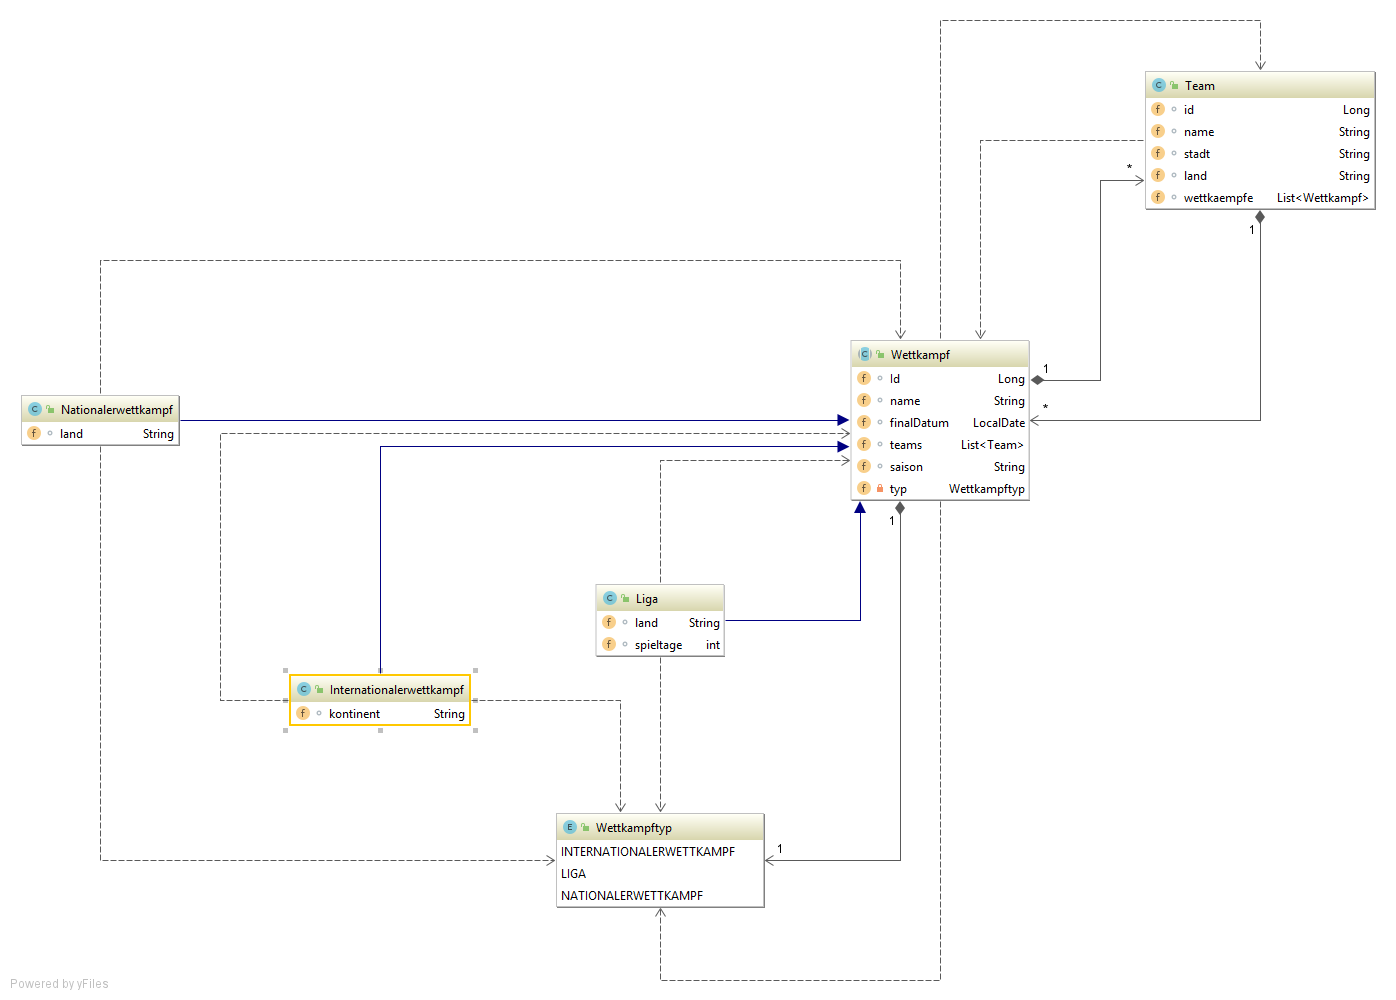 C Team
f id Long
f name String
f stadt String
f land String
f wettkaempfe List<Wettkampf>
*
1
C Wettkampf
f Id Long
f name String
f finalDatum LocalDate
f teams List<Team>
f saison String
f typ Wettkampftyp
1
*
1
C Nationalerwettkampf
f land String
C Liga
f land String
f spieltage int
C Internationalerwettkampf
f kontinent String
E Wettkampftyp
INTERNATIONALERWETTKAMPF
LIGA
NATIONALERWETTKAMPF
1
Powered by yFiles